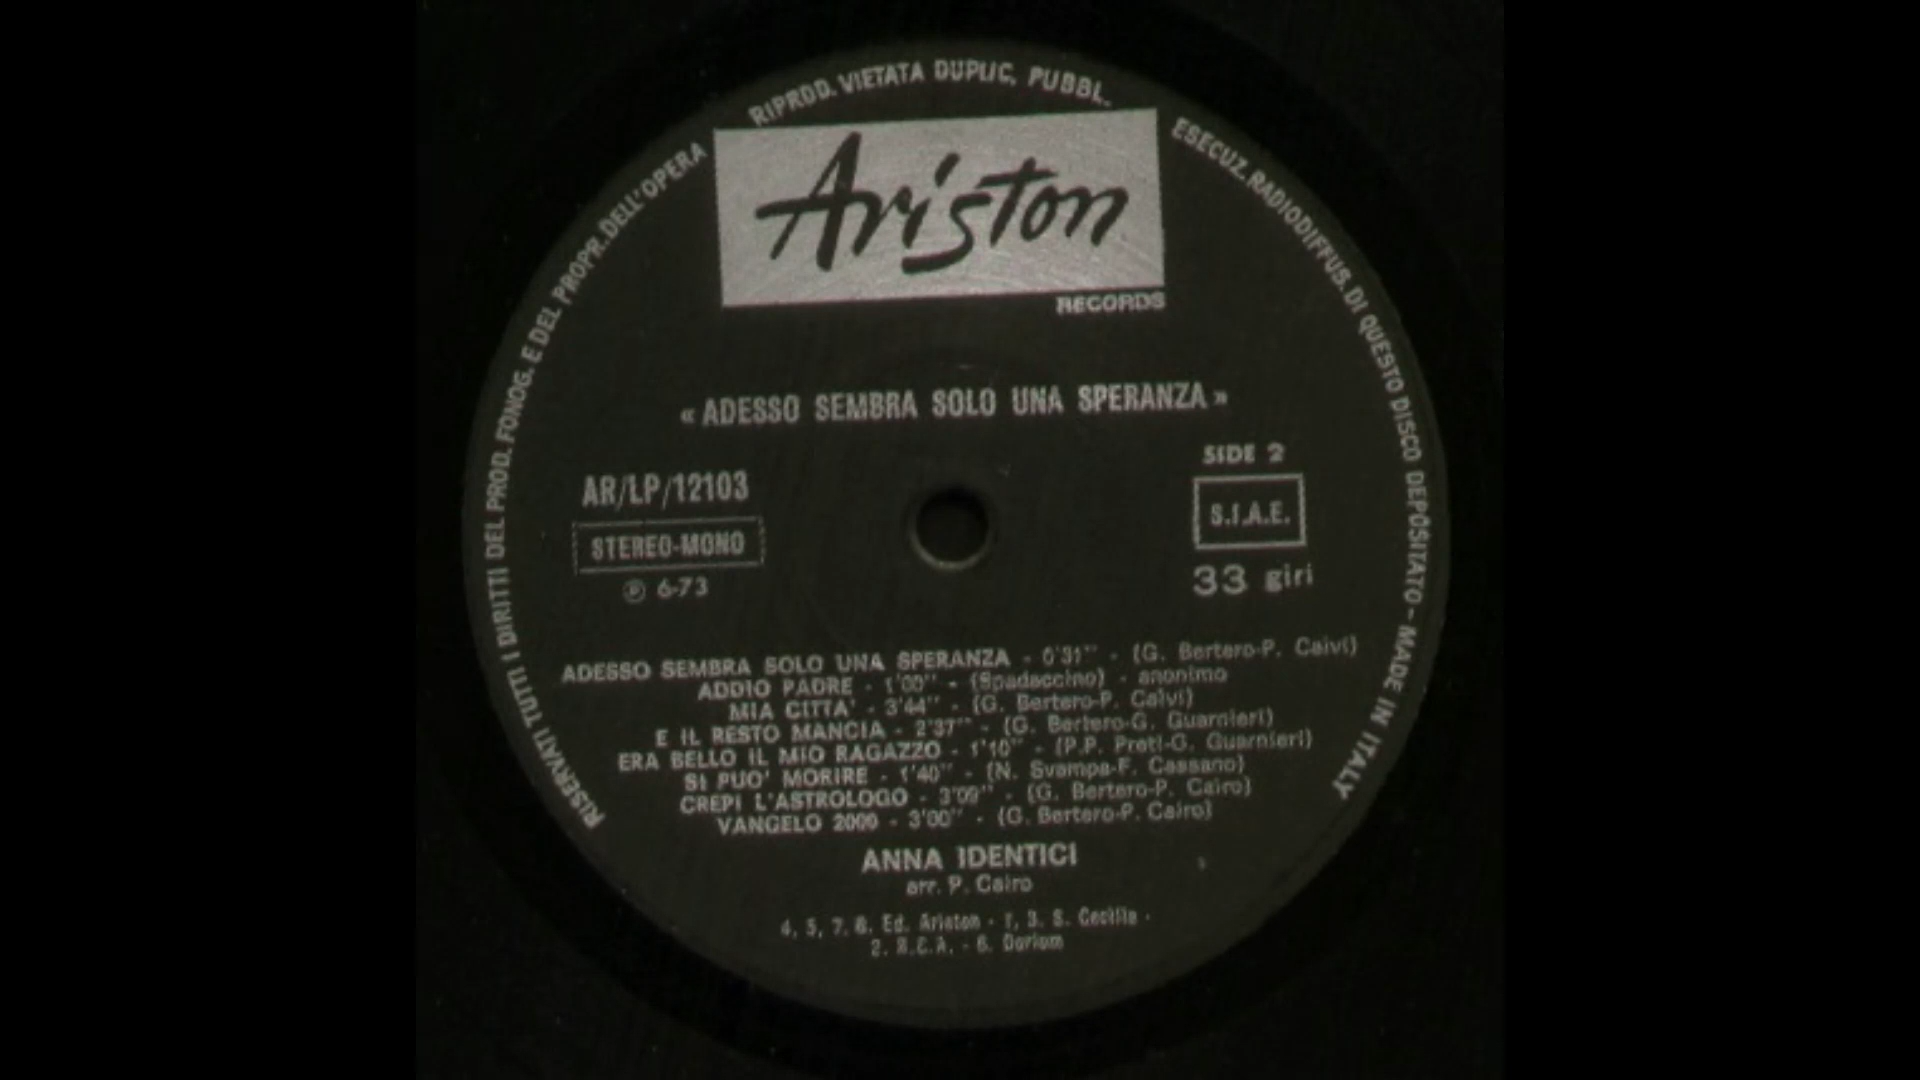 RISERVATI TUTTI I DIRITTI DEL PROD. FONOG. E DEL PROPR. DELL'OPERA
RIPROD. VIETATA DUPLIC. PUBBL.
ESECUZ. RADIODIFFUS. DI QUESTO DISCO DEPOSITATO - MADE IN ITALY
Ariston
RECORDS
« ADESSO SEMBRA SOLO UNA SPERANZA »
AR/LP/12103
STEREO-MONO
℗ 6-73
SIDE 2
S.I.A.E.
33 giri
ADESSO SEMBRA SOLO UNA SPERANZA - 0'31'' - (G. Bertero-P. Calvi)
ADDIO PADRE - 1'00'' - (Spadaccino) - anonimo
MIA CITTA' - 3'44'' - (G. Bertero-P. Calvi)
E IL RESTO MANCIA - 2'37'' - (G. Bertero-G. Guarnieri)
ERA BELLO IL MIO RAGAZZO - 1'10'' - (P.P. Preti-G. Guarnieri)
SI PUO' MORIRE - 1'40'' - (N. Svampa-F. Cassano)
CREPI L'ASTROLOGO - 3'09'' - (G. Bertero-P. Cairo)
VANGELO 2000 - 3'00'' - (G. Bertero-P. Cairo)
ANNA IDENTICI
arr. P. Cairo
4, 5, 7, 8. Ed. Ariston - 1, 3. S. Cecilia -
2. R.C.A. - 6. Durium